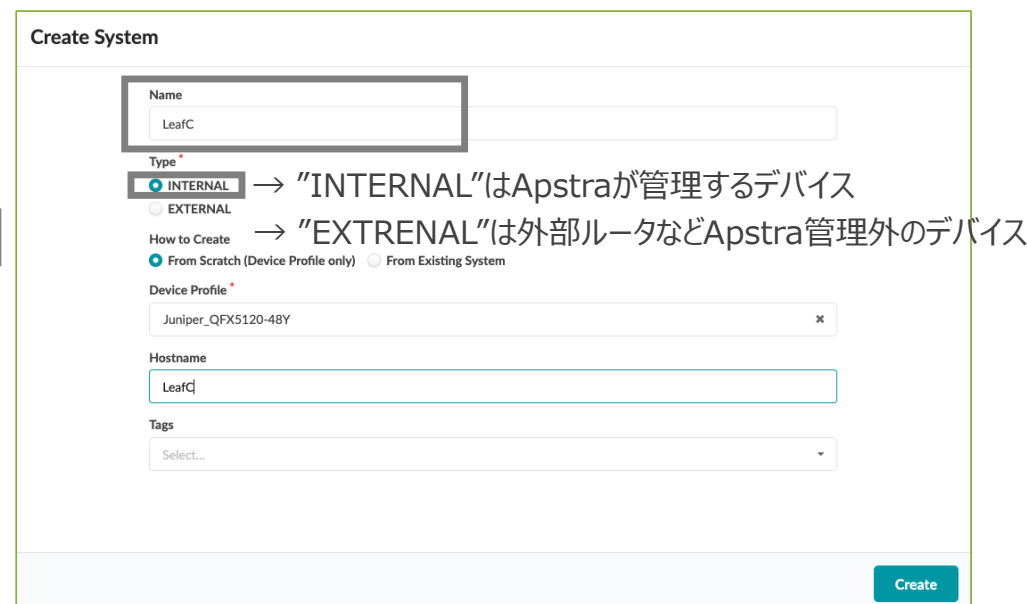 Create System
Name
LeafC
Type *
INTERNAL → ”INTERNAL”はApstraが管理するデバイス
EXTERNAL
→ ”EXTRENAL”は外部ルータなどApstra管理外のデバイス
How to Create
From Scratch (Device Profile only) From Existing System
Device Profile *
Juniper_QFX5120-48Y ×
Hostname
LeafC
Tags
Select...
Create